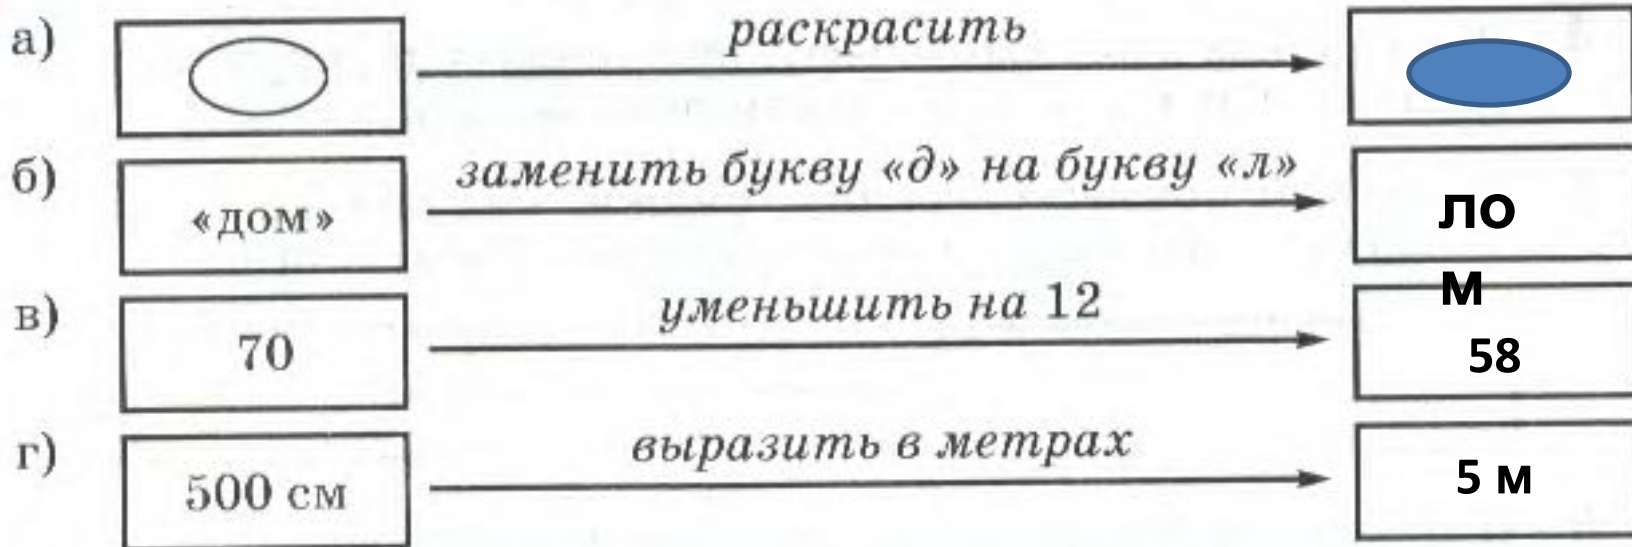 а) раскрасить
б) «дом» заменить букву «д» на букву «л» ЛО
М
в) 70 уменьшить на 12 58
г) 500 см выразить в метрах 5 м